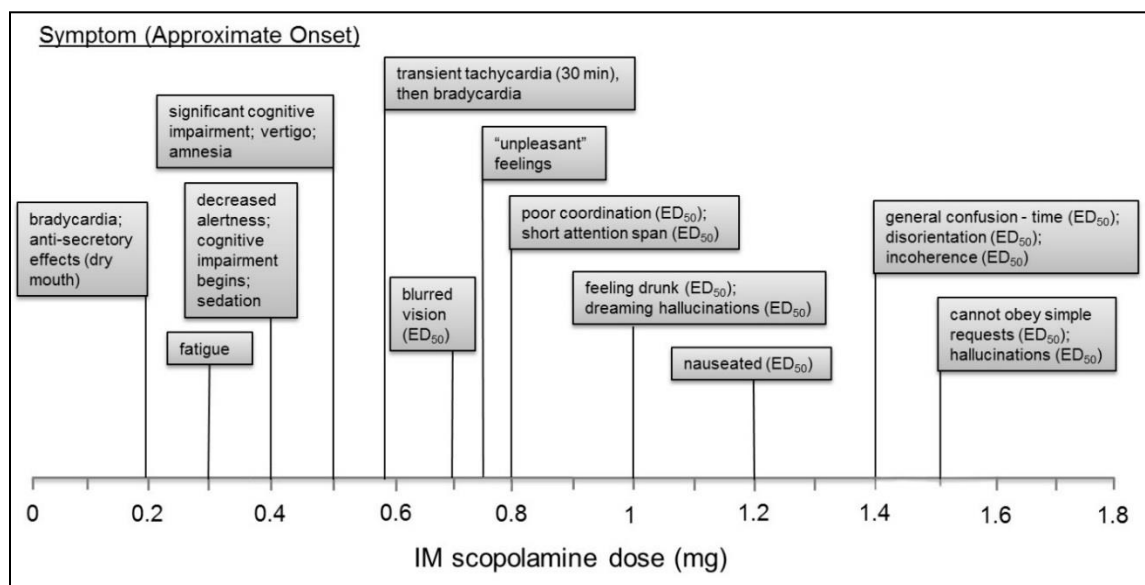 Symptom (Approximate Onset)
transient tachycardia (30 min),
then bradycardia
significant cognitive
impairment; vertigo;
amnesia
“unpleasant”
feelings
decreased
alertness;
cognitive
impairment
begins;
sedation
bradycardia;
anti-secretory
effects (dry
mouth)
poor coordination (ED₅₀);
short attention span (ED₅₀)
general confusion - time (ED₅₀);
disorientation (ED₅₀);
incoherence (ED₅₀)
blurred
vision
(ED₅₀)
feeling drunk (ED₅₀);
dreaming hallucinations (ED₅₀)
cannot obey simple
requests (ED₅₀);
hallucinations (ED₅₀)
fatigue
nauseated (ED₅₀)
0 0.2 0.4 0.6 0.8 1 1.2 1.4 1.6 1.8
IM scopolamine dose (mg)